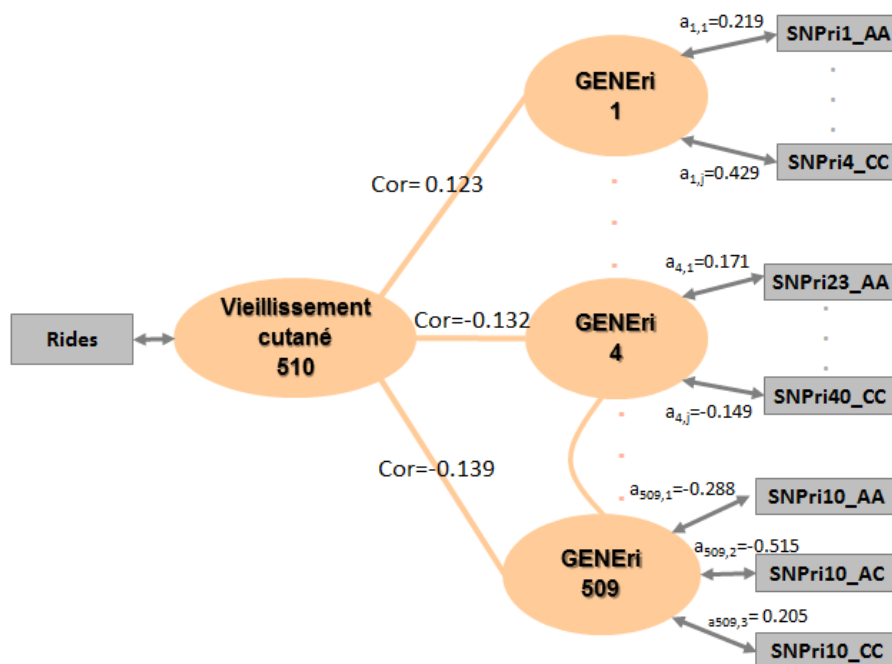 a1,1=0.219
SNPri1_AA
GENEri
1
SNPri4_CC
a1,j=0.429
Cor= 0.123
a4,1=0.171
SNPri23_AA
Vieillissement
cutané
510
Cor=-0.132
GENEri
4
Rides
SNPri40_CC
a4,j=-0.149
Cor=-0.139
a509,1=-0.288
SNPri10_AA
a509,2=-0.515
GENEri
509
SNPri10_AC
a509,3= 0.205
SNPri10_CC